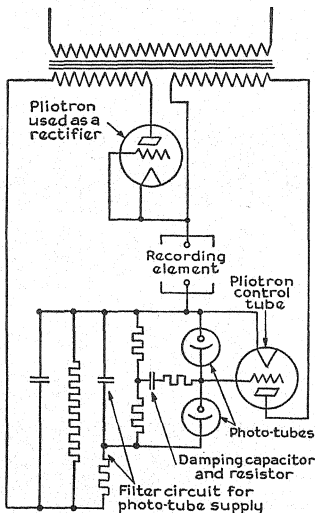 Pliotron
used as a
rectifier
Recording
element
Pliotron
control
tube
Photo-tubes
Damping capacitor
and resistor
Filter circuit for
photo-tube supply